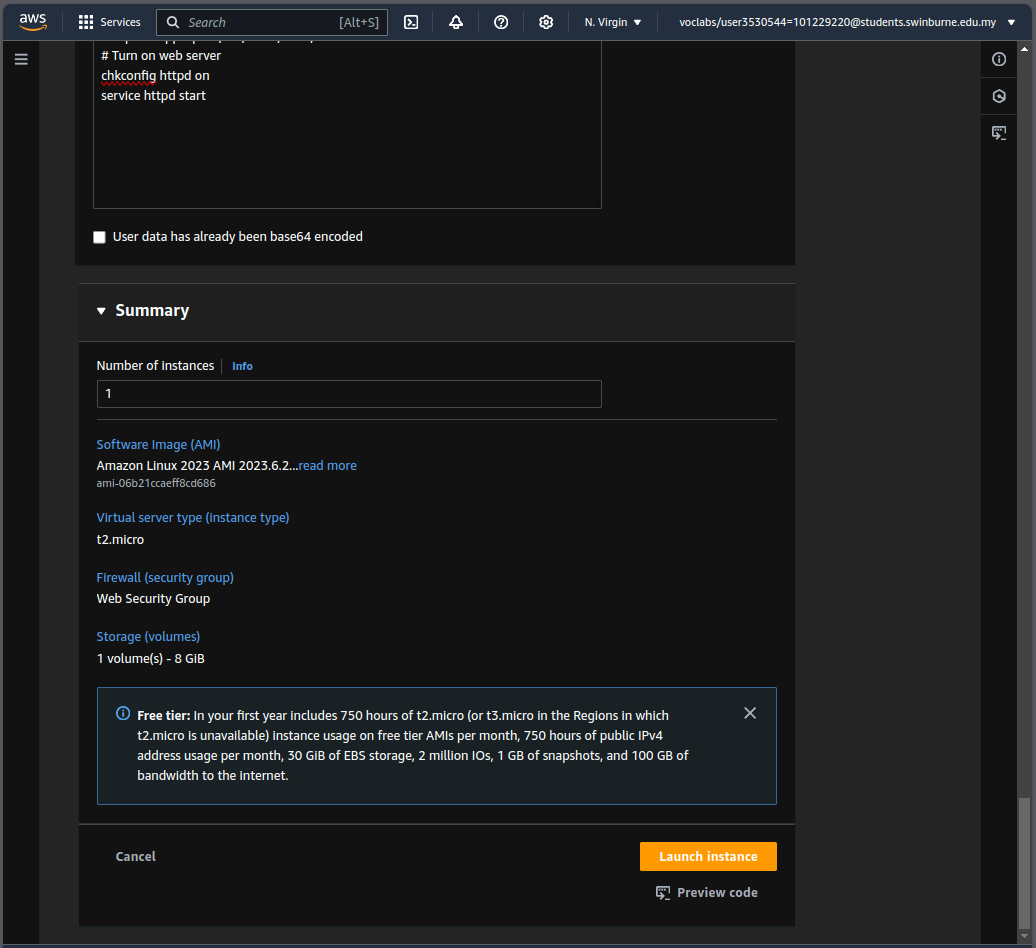 aws Services Search [Alt+S] N. Virgin voclabs/user3530544=101229220@students.swinburne.edu.my
# Turn on web server
chkconfig httpd on
service httpd start
User data has already been base64 encoded
Summary
Number of instances Info
1
Software Image (AMI)
Amazon Linux 2023 AMI 2023.6.2...read more
ami-06b21ccaeff8cd686
Virtual server type (instance type)
t2.micro
Firewall (security group)
Web Security Group
Storage (volumes)
1 volume(s) - 8 GiB
Free tier: In your first year includes 750 hours of t2.micro (or t3.micro in the Regions in which
t2.micro is unavailable) instance usage on free tier AMIs per month, 750 hours of public IPv4
address usage per month, 30 GiB of EBS storage, 2 million IOs, 1 GB of snapshots, and 100 GB of
bandwidth to the internet.
Cancel Launch instance
Preview code